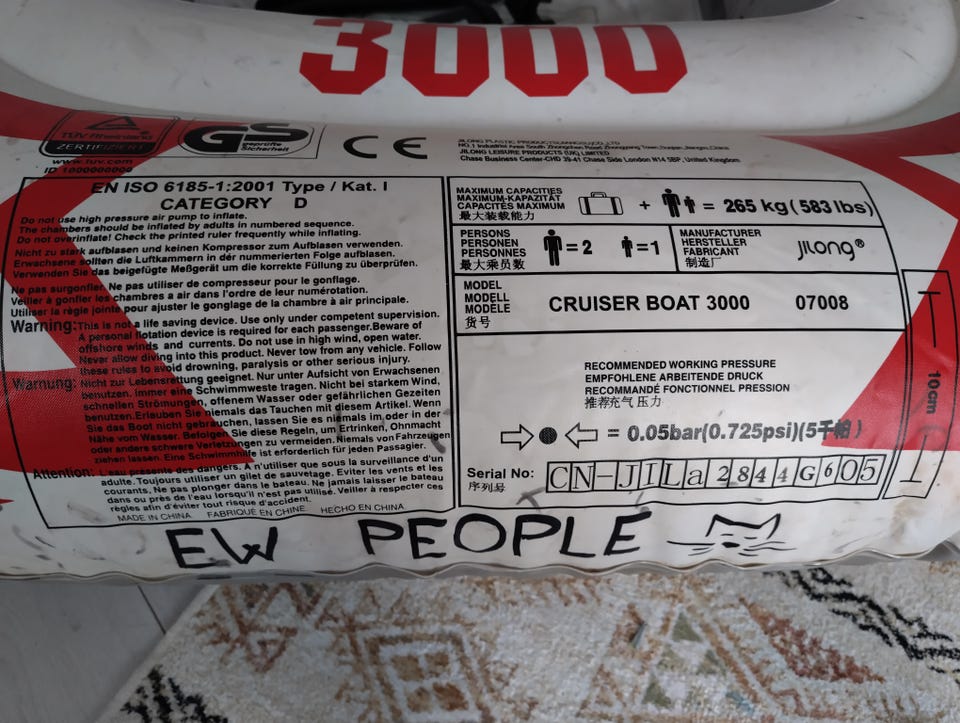 3000
TÜVRheinland
ZERTIFIZIERT
www.tuv.com
ID 1000000000
GS
geprüfte
Sicherheit
CE
JILONG PLASTIC PRODUCTS
NO.1 Industrial Area South
JILONG LEISURE PRODUCTS (UK) LIMITED
Chase Business Center-CHD 39-41 Chase Side London N14 5BP, United Kingdom
EN ISO 6185-1:2001 Type / Kat. I
CATEGORY D
Do not use high pressure air pump to inflate.
The chambers should be inflated by adults in numbered sequence.
Do not overinflate! Check the printed ruler frequently while inflating.
Nicht zu stark aufblasen und keinen Kompressor zum Aufblasen verwenden.
Erwachsene sollten die Luftkammern in der nummerierten Folge aufblasen.
Verwenden Sie das beigefügte Meßgerät um die korrekte Füllung zu überprüfen.
Ne pas surgonfler. Ne pas utiliser de compresseur pour le gonflage.
Veiller à gonfler les chambres a air dans l'ordre de leur numérotation.
Utiliser la règle jointe pour ajuster le gonglage de la chambre à air principale.
Warning: This is not a life saving device. Use only under competent supervision.
A personal flotation device is required for each passenger. Beware of
offshore winds and currents. Do not use in high wind, open water.
Never allow diving into this product. Never tow from any vehicle. Follow
these rules to avoid drowning, paralysis or other serious injury.
Warnung: Nicht zur Lebensrettung geeignet. Nur unter Aufsicht von Erwachsenen
benutzen. Immer eine Schwimmweste tragen. Nicht bei starkem Wind,
schnellen Strömungen, offenem Wasser oder gefährlichen Gezeiten
benutzen. Erlauben Sie niemals das Tauchen mit diesem Artikel. Wenn
Sie das Boot nicht gebrauchen, lassen Sie es niemals im, oder in der
Nähe vom Wasser. Befolgen Sie diese Regeln, um Ertrinken, Ohnmacht
oder andere schwere Verletzungen zu vermeiden. Niemals von Fahrzeugen
ziehen lassen. Eine Schwimmhilfe ist erforderlich für jeden Passagier.
Attention: L'eau présente des dangers. A n'utiliser que sous la surveillance d'un
adulte. Toujours utiliser un gilet de sauvetage. Eviter les vents et les
courants, Ne pas plonger dans le bateau. Ne jamais laisser le bateau
dans ou près de l'eau lorsqu'il n'est pas utilisé. Veiller à respecter ces
règles afin d'éviter tout risque d'accident.
MADE IN CHINA FABRIQUÉ EN CHINE HECHO EN CHINA
MAXIMUM CAPACITIES
MAXIMUM-KAPAZITÄT
CAPACITÉS MAXIMUM
最大装载能力
+ = 265 kg(583 lbs)
PERSONS
PERSONEN
PERSONNES
最大乘员数
=2 =1
MANUFACTURER
HERSTELLER
FABRICANT
制造厂
JILONG®
MODEL
MODELL
MODÈLE
货号
CRUISER BOAT 3000 07008
RECOMMENDED WORKING PRESSURE
EMPFOHLENE ARBEITENDE DRUCK
RECOMMANDÉ FONCTIONNEL PRESSION
推荐充气压力
= 0.05bar(0.725psi)(5千帕)
Serial No: CN-JILa2844G605
序列号
10cm
EW PEOPLE